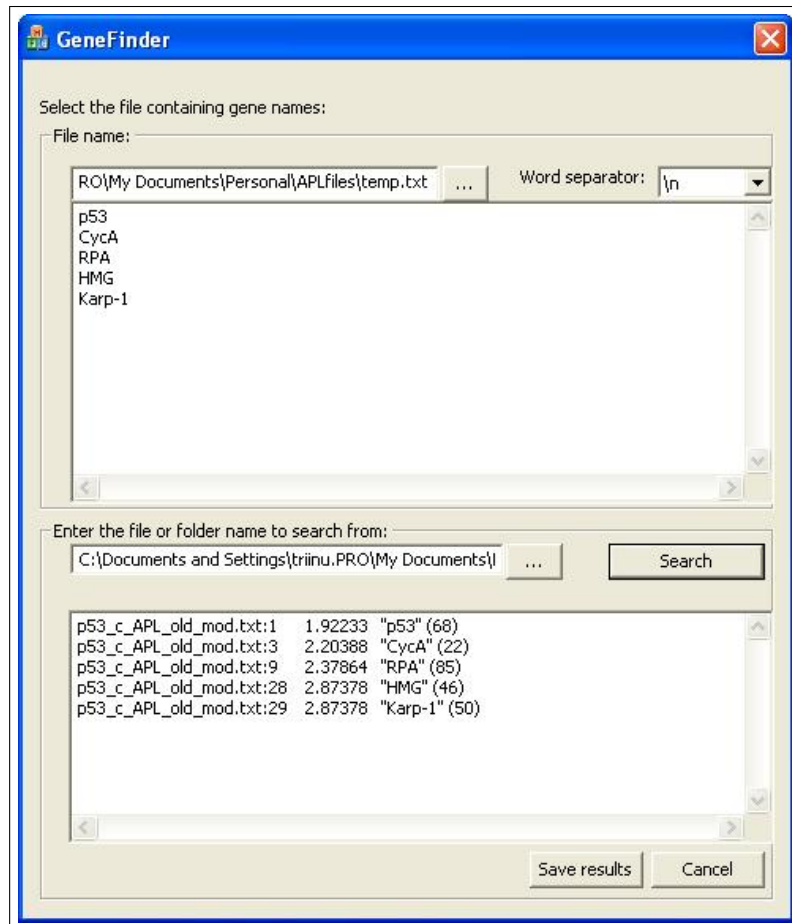 GeneFinder
Select the file containing gene names:
File name:
RO\My Documents\Personal\APLfiles\temp.txt ... Word separator: \n
p53
CycA
RPA
HMG
Karp-1
Enter the file or folder name to search from:
C:\Documents and Settings\triinu.PRO\My Documents\ ... Search
p53_c_APL_old_mod.txt:1 1.92233 "p53" (68)
p53_c_APL_old_mod.txt:3 2.20388 "CycA" (22)
p53_c_APL_old_mod.txt:9 2.37864 "RPA" (85)
p53_c_APL_old_mod.txt:28 2.87378 "HMG" (46)
p53_c_APL_old_mod.txt:29 2.87378 "Karp-1" (50)
Save results Cancel